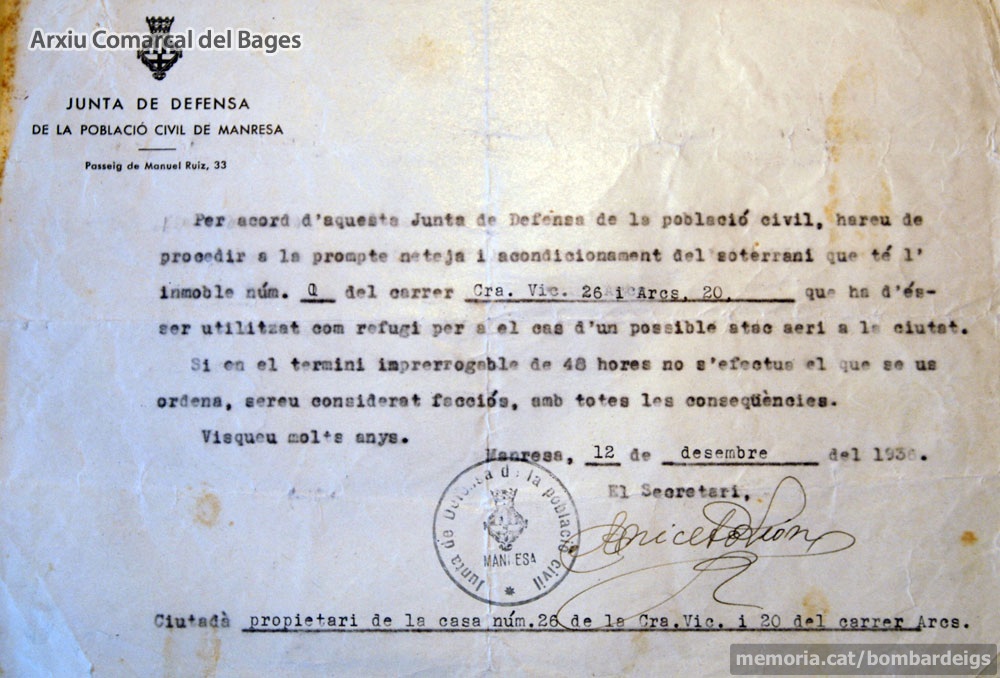 Arxiu Comarcal del Bages
JUNTA DE DEFENSA
DE LA POBLACIÓ CIVIL DE MANRESA
Passeig de Manuel Ruiz, 33
Per acord d'aquesta Junta de Defensa de la població civil, haureu de
procedir a la prompte neteja i acondicionament del soterrani que té l'
inmoble núm. Q del carrer Cra. Vic. 26 i Arcs. 20. que ha d'és-
ser utilitzat com refugi per a el cas d'un possible atac aeri a la ciutat.
Si en el termini imprerrogable de 48 hores no s'efectua el que se us
ordena, sereu considerat facciós, amb totes les conseqüències.
Visqueu molts anys.
Manresa, 12 de desembre del 1936.
El Secretari,
Junta de Defensa de la població civil
MANRESA
Ciutadà propietari de la casa núm.26 de la Cra.Vic. i 20 del carrer Arcs.
memoria.cat/bombardeigs